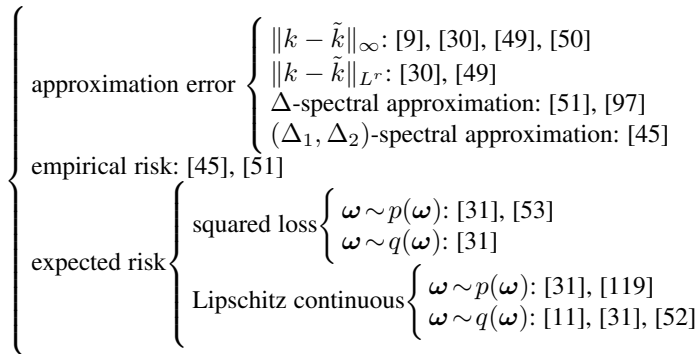 ‖k − k̃‖∞: [9], [30], [49], [50]
approximation error
‖k − k̃‖Lʳ: [30], [49]
Δ-spectral approximation: [51], [97]
(Δ₁, Δ₂)-spectral approximation: [45]
empirical risk: [45], [51]
squared loss
ω ∼ p(ω): [31], [53]
ω ∼ q(ω): [31]
expected risk
Lipschitz continuous
ω ∼ p(ω): [31], [119]
ω ∼ q(ω): [11], [31], [52]